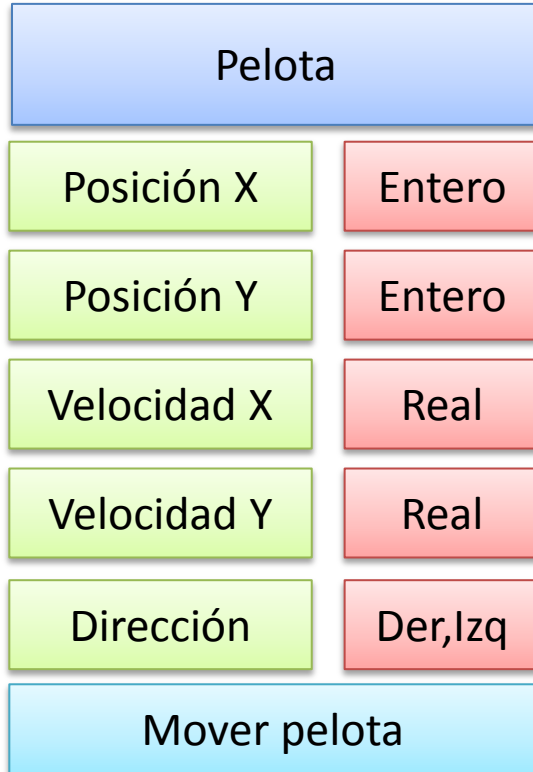 Pelota
Posición X Entero
Posición Y Entero
Velocidad X Real
Velocidad Y Real
Dirección Der,Izq
Mover pelota